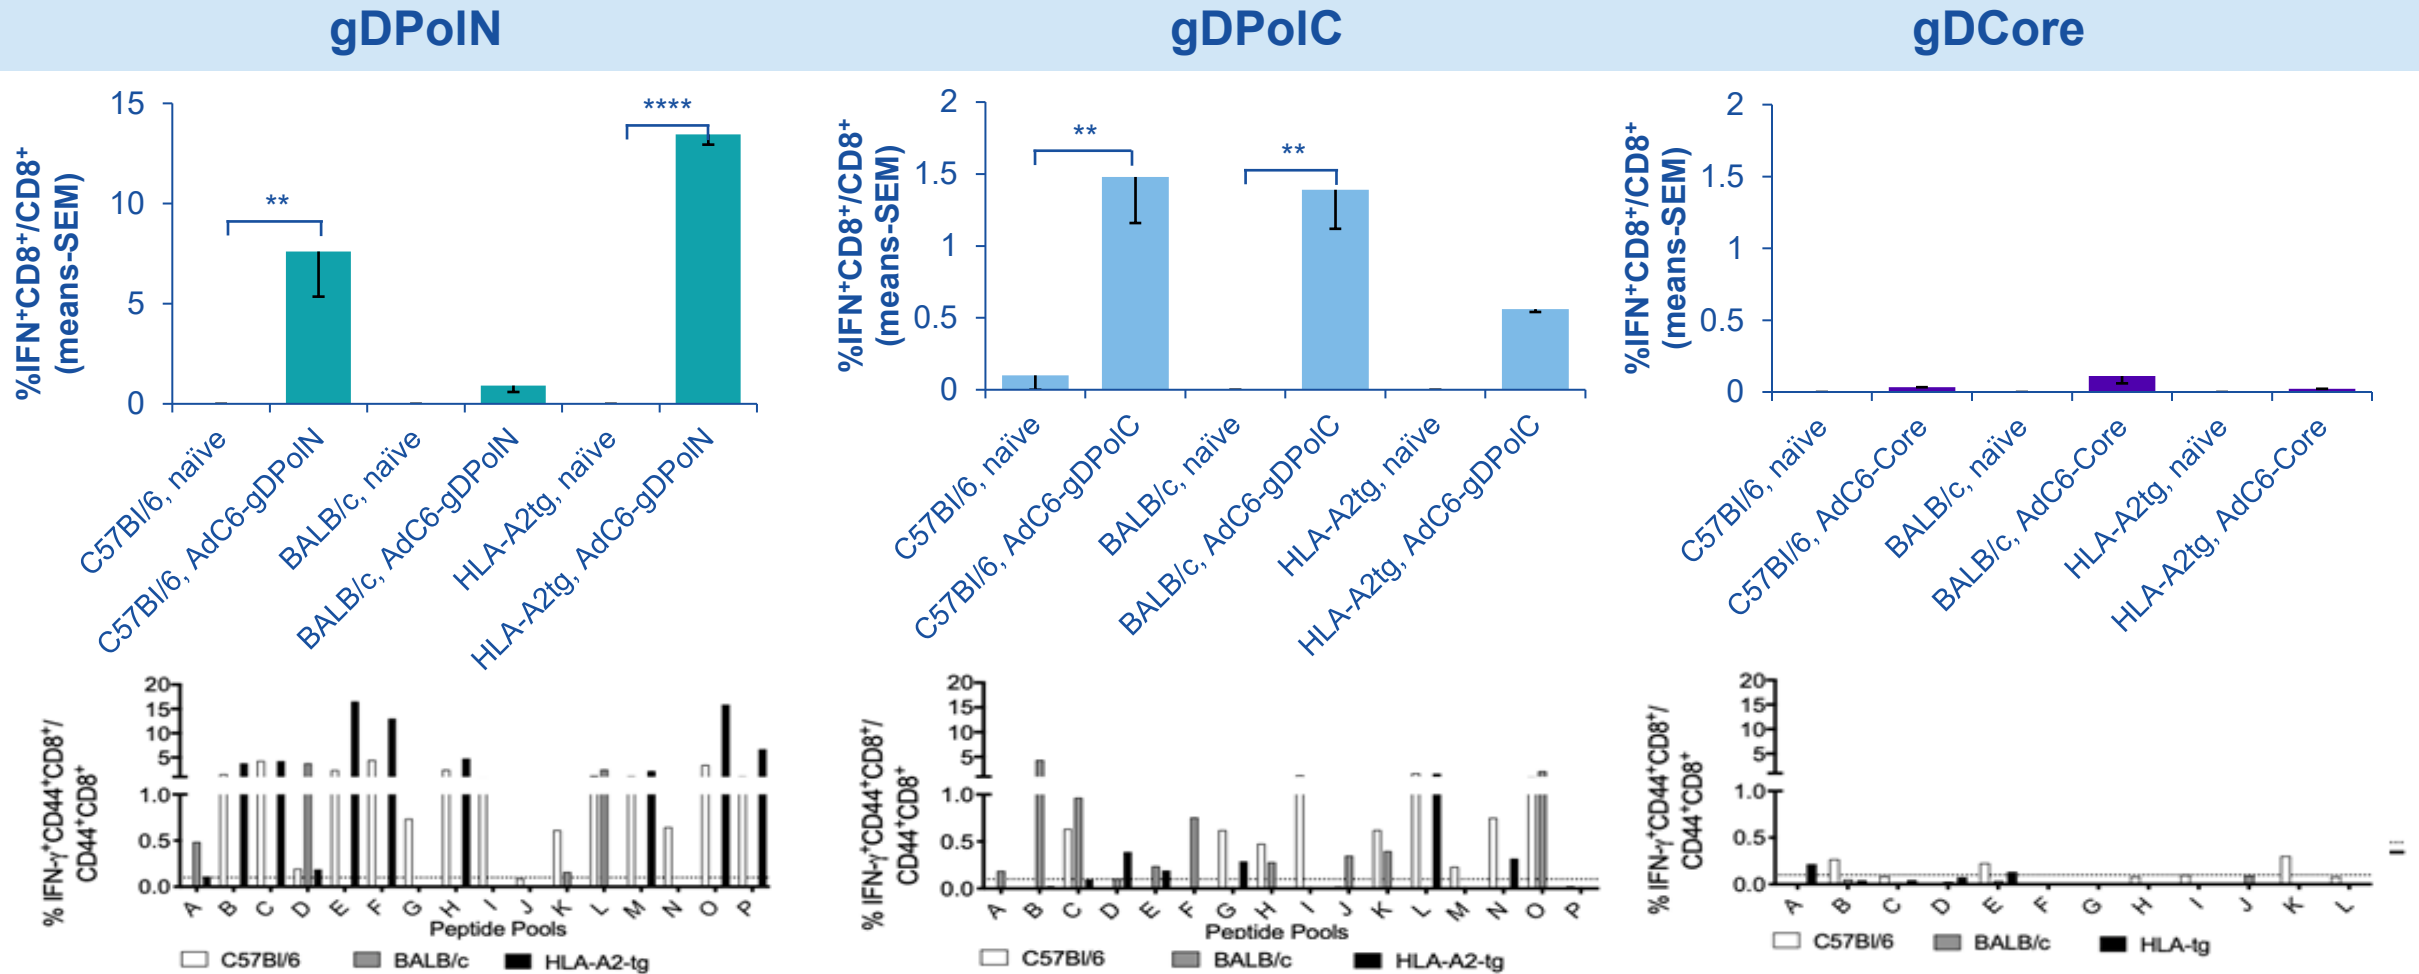 gDPolN
gDPolC
gDCore
%IFN+CD8+/CD8+
(means-SEM)
15
10
5
0
**
****
C57Bl/6, naïve
C57Bl/6, AdC6-gDPolN
BALB/c, naïve
BALB/c, AdC6-gDPolN
HLA-A2tg, naïve
HLA-A2tg, AdC6-gDPolN
%IFN+CD8+/CD8+
(means-SEM)
2
1.5
1
0.5
0
**
**
C57Bl/6, naïve
C57Bl/6, AdC6-gDPolC
BALB/c, naïve
BALB/c, AdC6-gDPolC
HLA-A2tg, naïve
HLA-A2tg, AdC6-gDPolC
%IFN+CD8+/CD8+
(means-SEM)
2
1.5
1
0.5
0
C57Bl/6, naïve
C57Bl/6, AdC6-Core
BALB/c, naïve
BALB/c, AdC6-Core
HLA-A2tg, naïve
HLA-A2tg, AdC6-Core
% IFN-γ+CD44+CD8+/
CD44+CD8+
20
15
10
5
1.0
0.5
0.0
A B C D E F G H I J K L M N O P
Peptide Pools
C57Bl/6 BALB/c HLA-A2-tg
% IFN-γ+CD44+CD8+/
CD44+CD8+
20
15
10
5
1.0
0.5
0.0
A B C D E F G H I J K L M N O P
Peptide Pools
C57Bl/6 BALB/c HLA-A2-tg
% IFN-γ+CD44+CD8+/
CD44+CD8+
20
15
10
5
1.0
0.5
0.0
A B C D E F G H I J K L
C57Bl/6 BALB/c HLA-tg